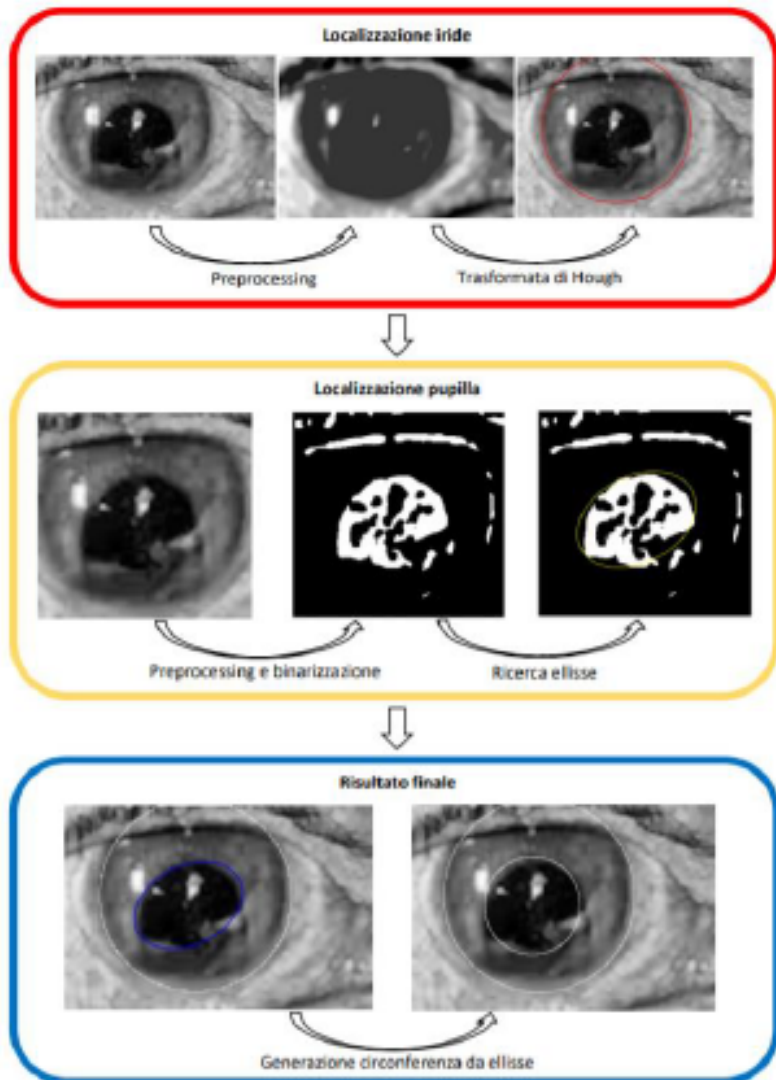 Localizzazione iride
Preprocessing
Trasformata di Hough
Localizzazione pupilla
Preprocessing e binarizzazione
Ricerca ellisse
Risultato finale
Generazione circonferenza da ellisse